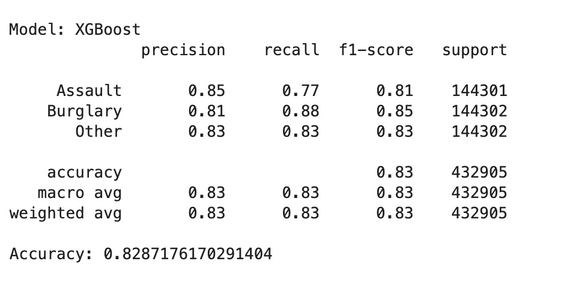 Model: XGBoost
precision recall f1-score support
Assault 0.85 0.77 0.81 144301
Burglary 0.81 0.88 0.85 144302
Other 0.83 0.83 0.83 144302
accuracy 0.83 432905
macro avg 0.83 0.83 0.83 432905
weighted avg 0.83 0.83 0.83 432905
Accuracy: 0.8287176170291404